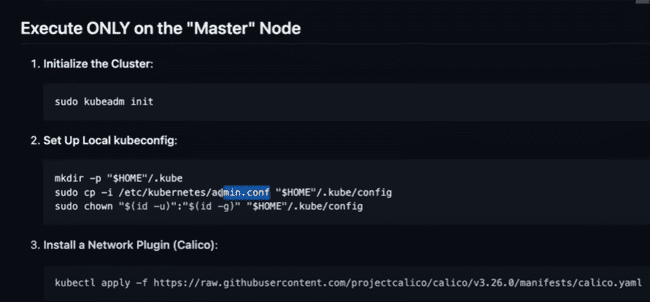 Execute ONLY on the "Master" Node
1. Initialize the Cluster:
sudo kubeadm init
2. Set Up Local kubeconfig:
mkdir -p "$HOME"/.kube
sudo cp -i /etc/kubernetes/admin.conf "$HOME"/.kube/config
sudo chown "$(id -u)":"$(id -g)" "$HOME"/.kube/config
3. Install a Network Plugin (Calico):
kubectl apply -f https://raw.githubusercontent.com/projectcalico/calico/v3.26.0/manifests/calico.yaml